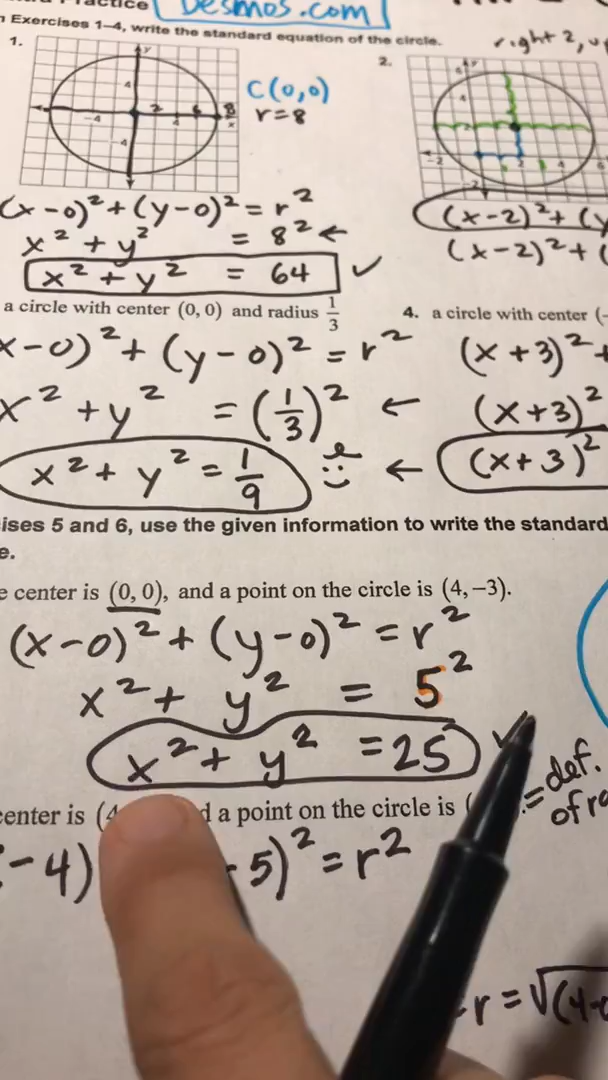 Practice
Desmos.com
Exercises 1–4, write the standard equation of the circle.
right 2, u
1.
2.
C(0,0)
r=8
(x-0)²+(y-0)²=r²
x²+y² = 8² ←
x²+y² = 64 ✓
(x-2)²+(y
(x-2)²+(
a circle with center (0, 0) and radius 1/3
4. a circle with center (–
x-0)²+(y-0)²=r²
x²+y² =(1/3)² ←
x²+y²=1/9 ←
(x+3)²+
(x+3)²
(x+3)²
ises 5 and 6, use the given information to write the standard
e.
e center is (0, 0), and a point on the circle is (4, −3).
(x-0)²+(y-0)²=r²
x²+ y² = 5²
x²+ y² =25
center is (4 a point on the circle is (
= def.
of ra
-4) -5)²=r²
r=√(4-0